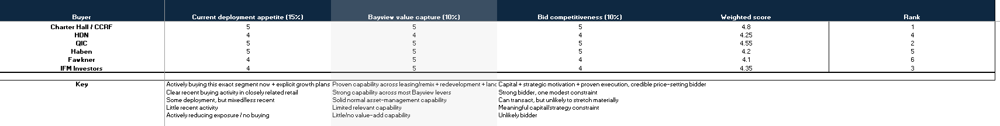 Buyer Current deployment appetite (15%) Bayview value capture (10%) Bid competitiveness (10%) Weighted score Rank
Charter Hall / CCRF 5 5 5 4.8 1
HDN 4 4 4 4.25 4
QIC 5 5 5 4.55 2
Haben 5 5 5 4.2 5
Fawkner 4 5 4 4.1 6
IFM Investors 4 5 4 4.35 3
Key Actively buying this exact segment now + explicit growth plans Proven capability across leasing/remix + redevelopment + lanc Capital + strategic motivation + proven execution, credible price-setting bidder
Clear recent buying activity in closely related retail Strong capability across most Bayview levers Strong bidder, one modest constraint
Some deployment, but mixed/less recent Solid normal asset-management capability Can transact, but unlikely to stretch materially
Little recent activity Limited relevant capability Meaningful capital/strategy constraint
Actively reducing exposure / no buying Little/no value-add capability Unlikely bidder